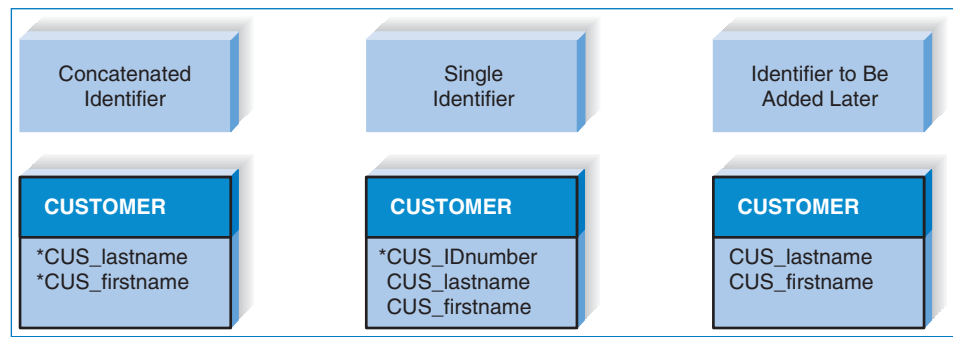 Concatenated
Identifier
Single
Identifier
Identifier to Be
Added Later
CUSTOMER
*CUS_lastname
*CUS_firstname
CUSTOMER
*CUS_IDnumber
CUS_lastname
CUS_firstname
CUSTOMER
CUS_lastname
CUS_firstname